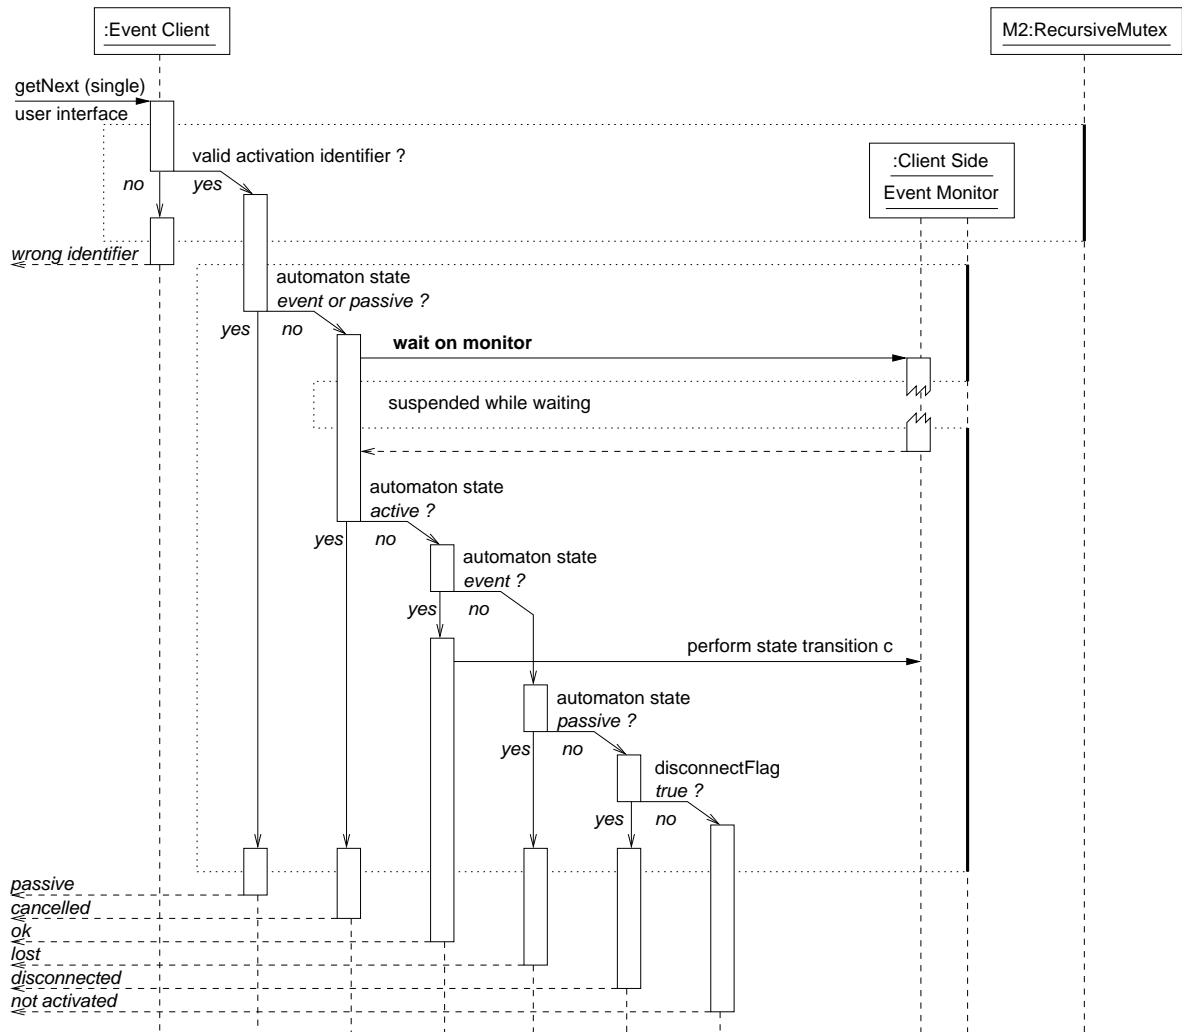 :Event Client
M2:RecursiveMutex
getNext (single)
user interface
valid activation identifier ?
no
yes
:Client Side
Event Monitor
wrong identifier
automaton state
event or passive ?
yes
no
wait on monitor
suspended while waiting
automaton state
active ?
yes
no
automaton state
event ?
yes
no
perform state transition c
automaton state
passive ?
yes
no
disconnectFlag
true ?
yes
no
passive
cancelled
ok
lost
disconnected
not activated